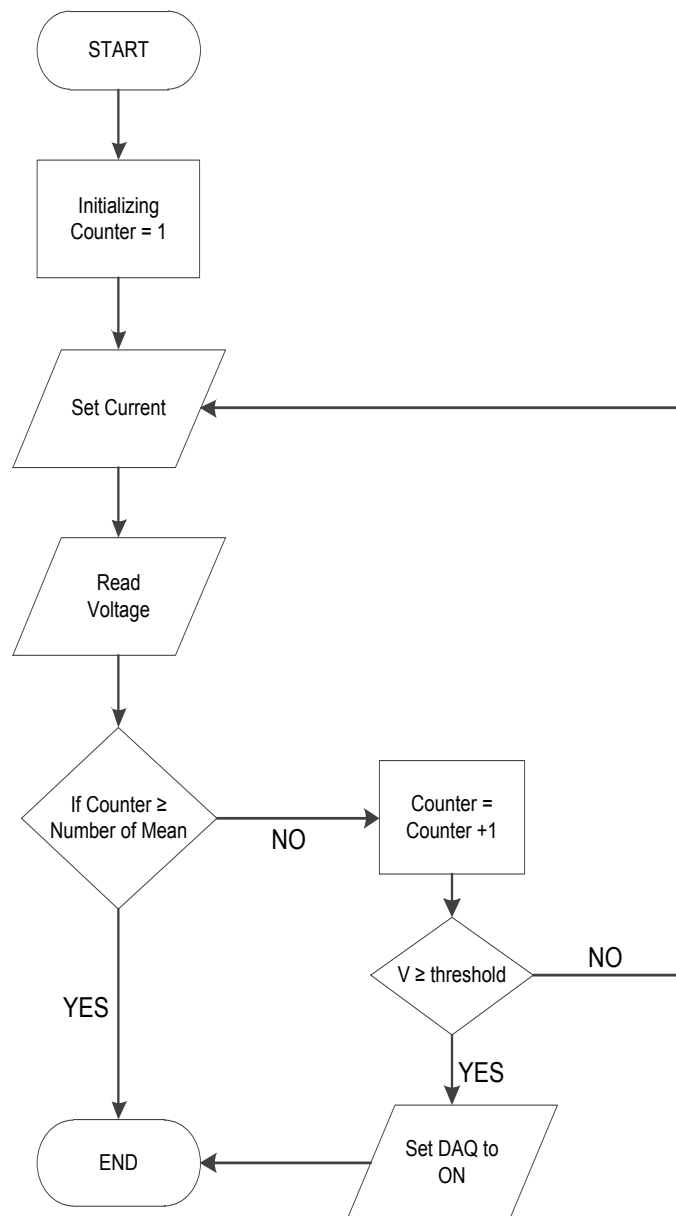 START
Initializing
Counter = 1
Set Current
Read
Voltage
If Counter ≥
Number of Mean
NO
Counter =
Counter +1
V ≥ threshold
NO
YES
YES
Set DAQ to
ON
END